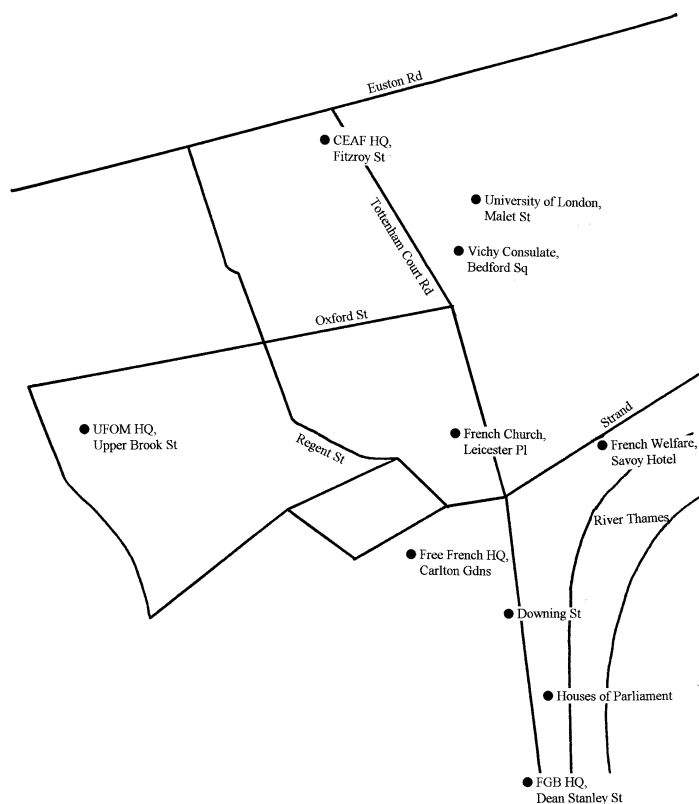 Euston Rd
CEAF HQ,
Fitzroy St
University of London,
Malet St
Tottenham Court Rd
Vichy Consulate,
Bedford Sq
Oxford St
UFOM HQ,
Upper Brook St
Regent St
French Church,
Leicester Pl
Strand
French Welfare,
Savoy Hotel
River Thames
Free French HQ,
Carlton Gdns
Downing St
Houses of Parliament
FGB HQ,
Dean Stanley St